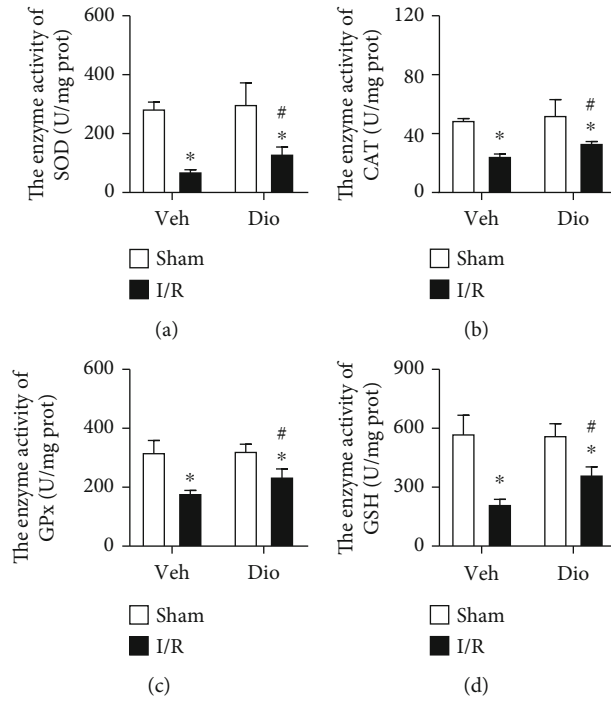 The enzyme activity of
SOD (U/mg prot)
600
400
200
0
*
#
*
Veh
Dio
Sham
I/R
(a)
The enzyme activity of
CAT (U/mg prot)
120
80
40
0
*
#
*
Veh
Dio
Sham
I/R
(b)
The enzyme activity of
GPx (U/mg prot)
600
400
200
0
*
#
*
Veh
Dio
Sham
I/R
(c)
The enzyme activity of
GSH (U/mg prot)
900
600
300
0
*
#
*
Veh
Dio
Sham
I/R
(d)